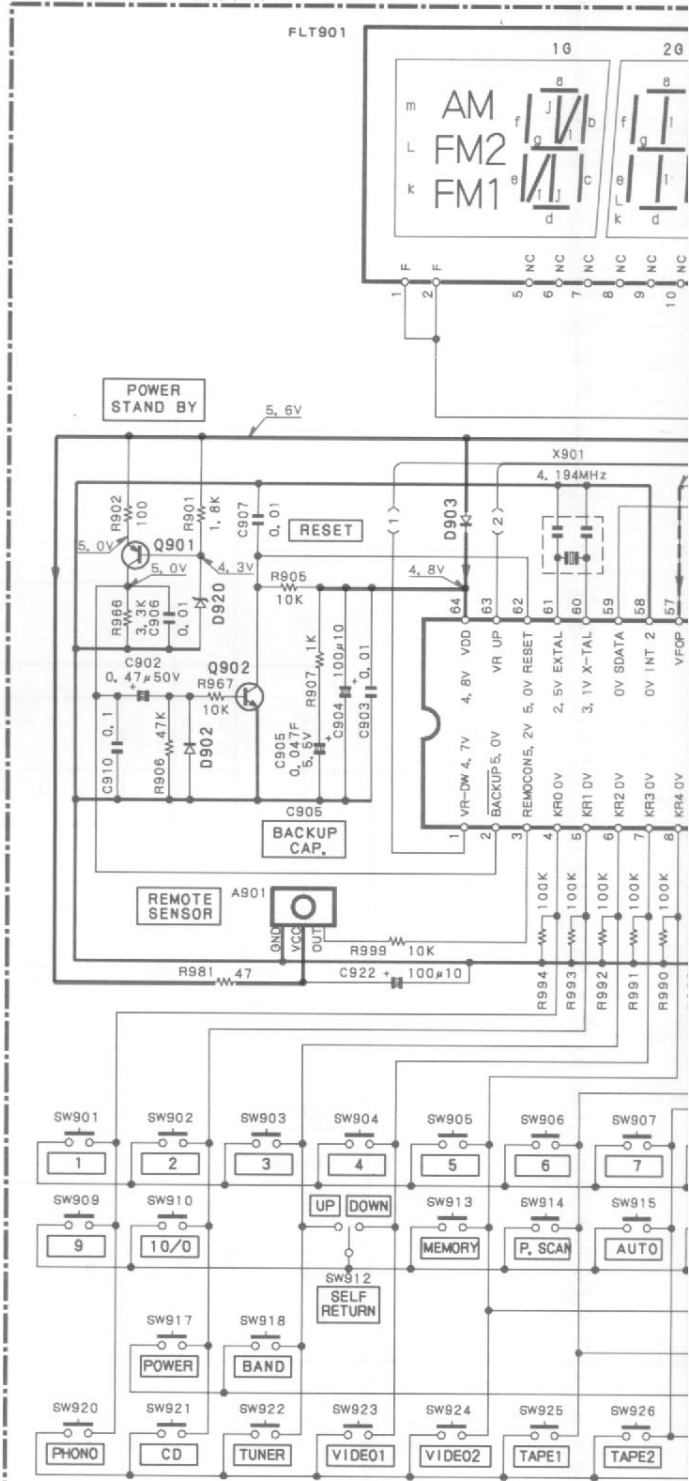 FLT901
1G 2G
m AM
L FM2
k FM1
a
f j i b
g
e i j c
d
a
f i
g
e i
L
k d
F F NC NC NC NC NC NC
1 2 5 6 7 8 9 10
POWER
STAND BY
5, 6V
X901
4, 194MHz
R902
100
R901
1, 8K
C907
0, 01
RESET
(1)
D903
(2)
5, 0V
Q901
5, 0V
4, 3V
R905
10K
4, 8V
R966
3, 3K
C906
0, 01
D920
64 63 62 61 60 59 58 57
C902
0, 47μ50V
Q902
R967
10K
R907 1K
C904 100μ10
C903 0, 01
4, 8V VDD
VR UP
5, 0V RESET
2, 5V EXTAL
3, 1V X-TAL
0V SDATA
0V INT 2
VFDP
C910 0, 1
R906 47K
D902
C905
0, 047F
5, 5V
C905
BACKUP
CAP.
VR-DW 4, 7V
BACKUP 5, 0V
REMOCON 5, 2V
KR0 0V
KR1 0V
KR2 0V
KR3 0V
KR4 0V
1 2 3 4 5 6 7 8
REMOTE
SENSOR
A901
GND
VCC
OUT
R999 10K
100K 100K 100K 100K 100K
R981 47
C922 + 100μ10
R994 R993 R992 R991 R990
SW901 SW902 SW903 SW904 SW905 SW906 SW907
1 2 3 4 5 6 7
SW909 SW910 UP DOWN SW913 SW914 SW915
9 10/0 MEMORY P. SCAN AUTO
SW912
SELF
RETURN
SW917 SW918
POWER BAND
SW920 SW921 SW922 SW923 SW924 SW925 SW926
PHONO CD TUNER VIDEO1 VIDEO2 TAPE1 TAPE2